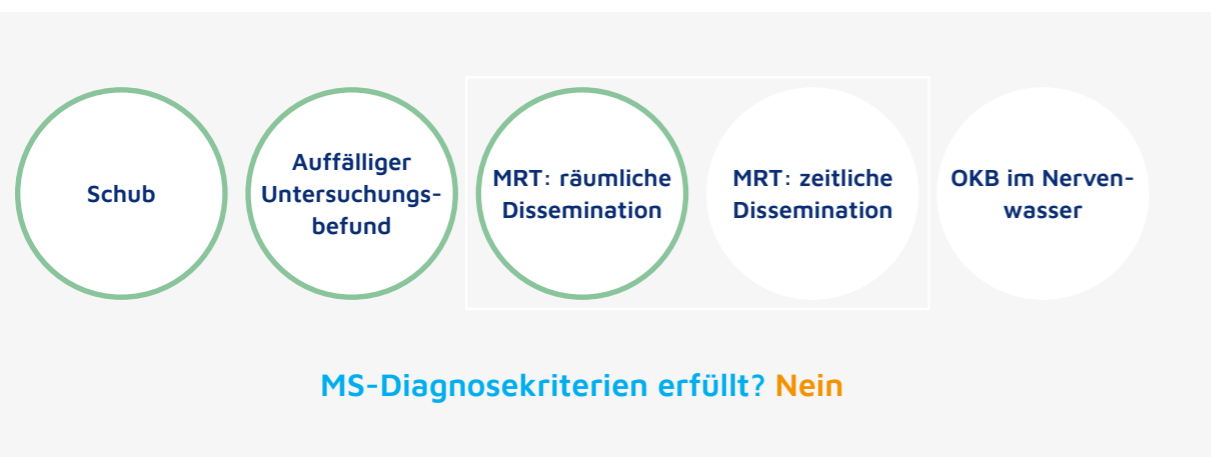 Schub
Auffälliger
Untersuchungs-
befund
MRT: räumliche
Dissemination
MRT: zeitliche
Dissemination
OKB im Nerven-
wasser
MS-Diagnosekriterien erfüllt? Nein